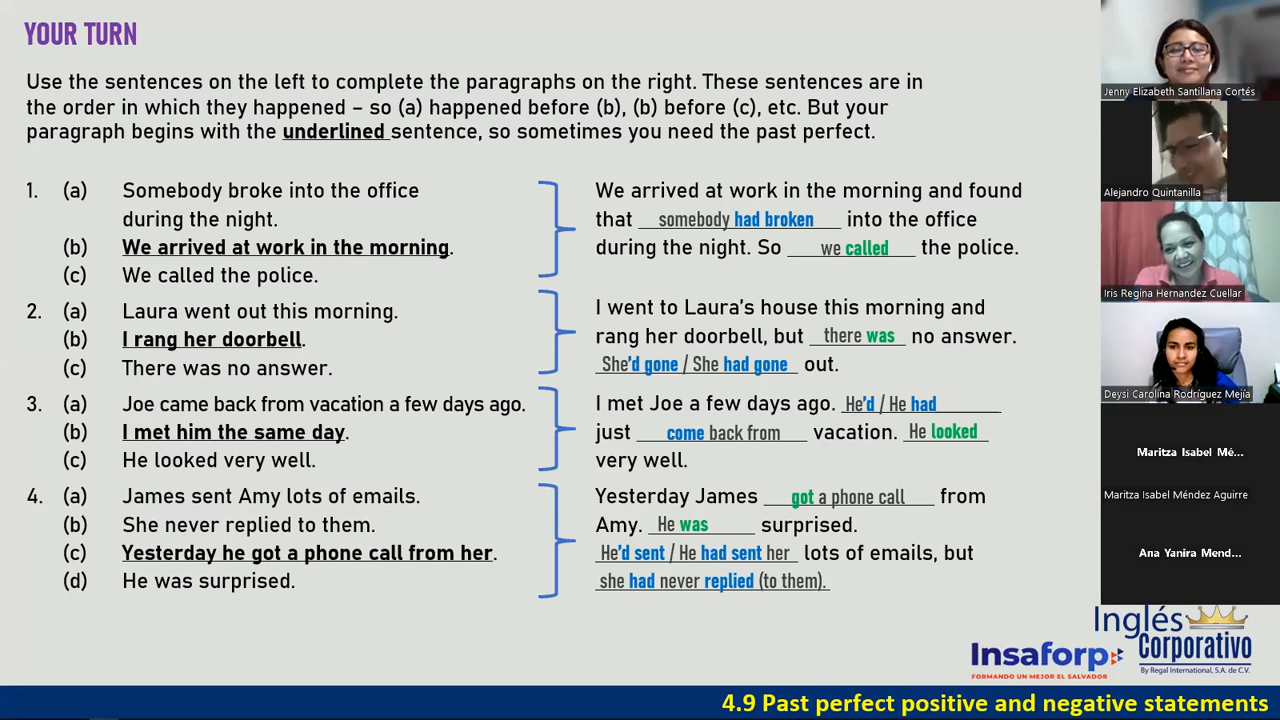 YOUR TURN
Use the sentences on the left to complete the paragraphs on the right. These sentences are in
the order in which they happened – so (a) happened before (b), (b) before (c), etc. But your
paragraph begins with the underlined sentence, so sometimes you need the past perfect.
1. (a) Somebody broke into the office
during the night.
(b) We arrived at work in the morning.
(c) We called the police.
We arrived at work in the morning and found
that somebody had broken into the office
during the night. So we called the police.
2. (a) Laura went out this morning.
(b) I rang her doorbell.
(c) There was no answer.
I went to Laura's house this morning and
rang her doorbell, but there was no answer.
She'd gone / She had gone out.
3. (a) Joe came back from vacation a few days ago.
(b) I met him the same day.
(c) He looked very well.
I met Joe a few days ago. He'd / He had
just come back from vacation. He looked
very well.
4. (a) James sent Amy lots of emails.
(b) She never replied to them.
(c) Yesterday he got a phone call from her.
(d) He was surprised.
Yesterday James got a phone call from
Amy. He was surprised.
He'd sent / He had sent her lots of emails, but
she had never replied (to them).
Jenny Elizabeth Santillana Cortés
Alejandro Quintanilla
Iris Regina Hernandez Cuellar
Deysi Carolina Rodríguez Mejía
Maritza Isabel Mé...
Maritza Isabel Méndez Aguirre
Ana Yanira Mend...
Insaforp
FORMANDO UN MEJOR EL SALVADOR
Inglés
Corporativo
By Regal International, S.A. de C.V.
4.9 Past perfect positive and negative statements